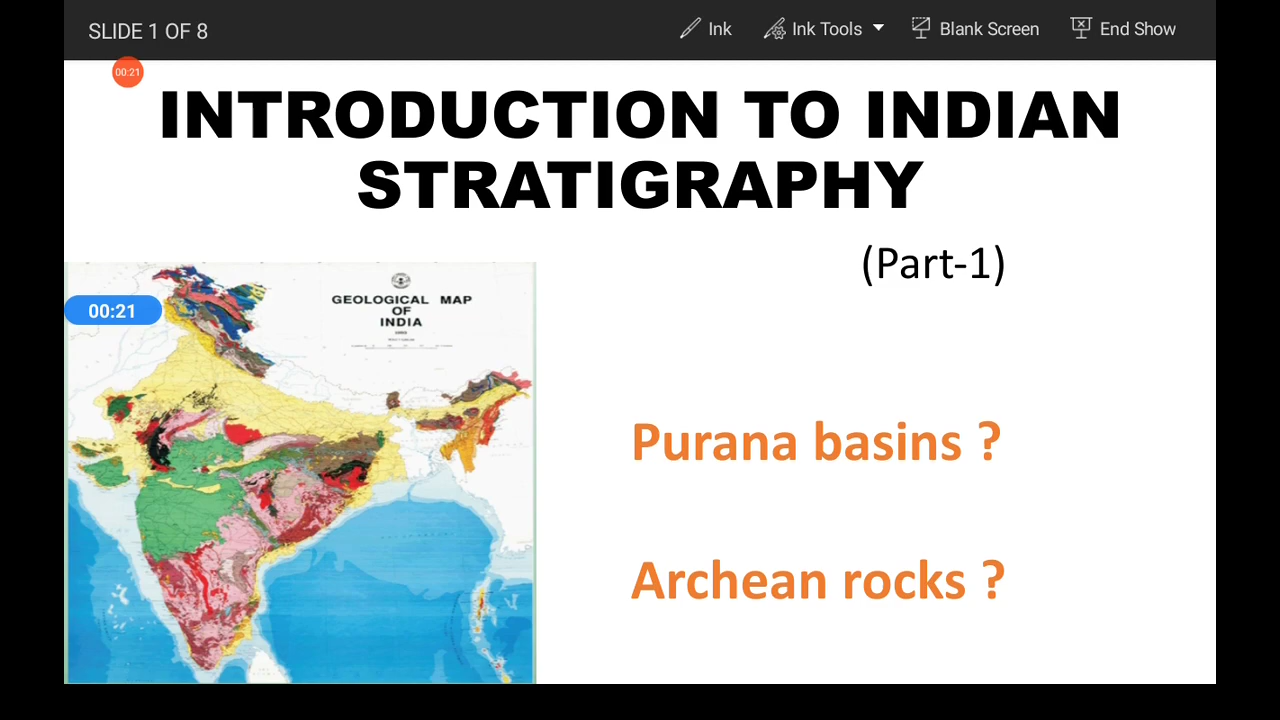 SLIDE 1 OF 8
Ink
Ink Tools
Blank Screen
End Show
00:21
INTRODUCTION TO INDIAN
STRATIGRAPHY
(Part-1)
GEOLOGICAL MAP
OF
INDIA
00:21
Purana basins ?
Archean rocks ?